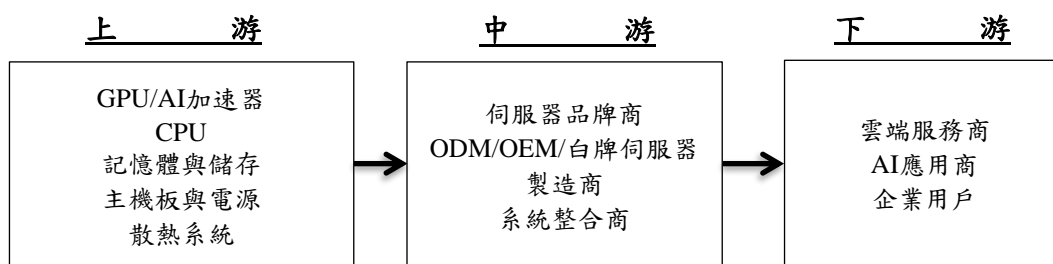 上 游
GPU/AI加速器
CPU
記憶體與儲存
主機板與電源
散熱系統
中 游
伺服器品牌商
ODM/OEM/白牌伺服器
製造商
系統整合商
下 游
雲端服務商
AI應用商
企業用戶